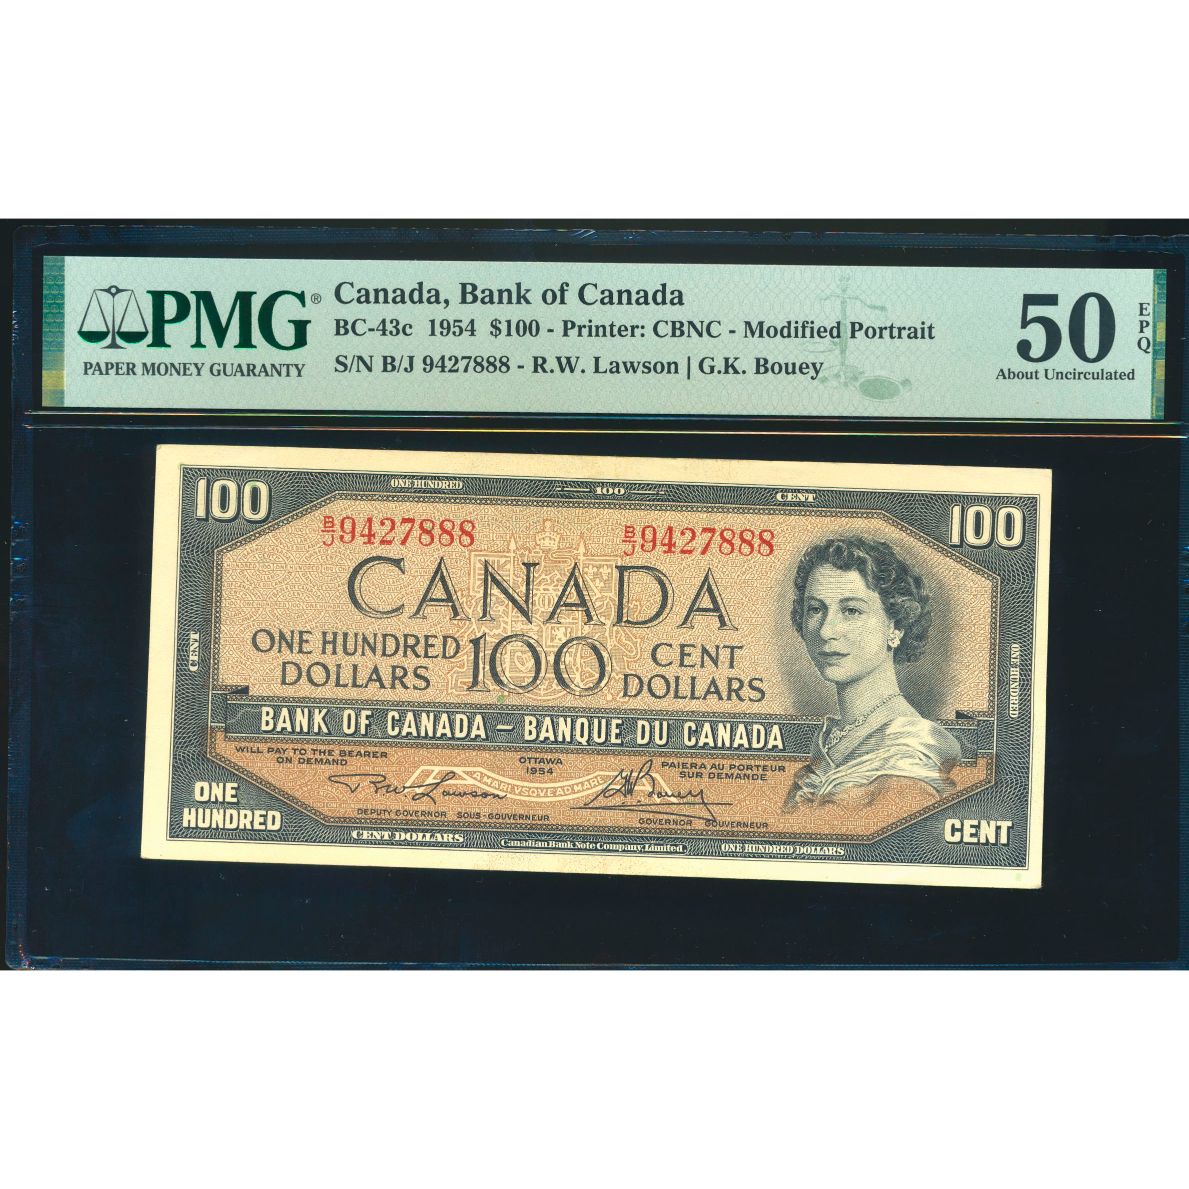 PMG®
PAPER MONEY GUARANTY
Canada, Bank of Canada
BC-43c 1954 $100 - Printer: CBNC - Modified Portrait
S/N B/J 9427888 - R.W. Lawson | G.K. Bouey
50
EPQ
About Uncirculated
100
ONE HUNDRED
100
CENT
100
B/J 9427888
B/J 9427888
CANADA
ONE HUNDRED DOLLARS
100
CENT DOLLARS
CENT
ONE HUNDRED
BANK OF CANADA – BANQUE DU CANADA
WILL PAY TO THE BEARER
ON DEMAND
OTTAWA
1954
PAIERA AU PORTEUR
SUR DEMANDE
A MARI VSQVE AD MARE
R W Lawson
G K Bouey
DEPUTY GOVERNOR SOUS-GOUVERNEUR
GOVERNOR GOUVERNEUR
ONE
HUNDRED
CENT
CENT DOLLARS
Canadian Bank Note Company, Limited.
ONE HUNDRED DOLLARS